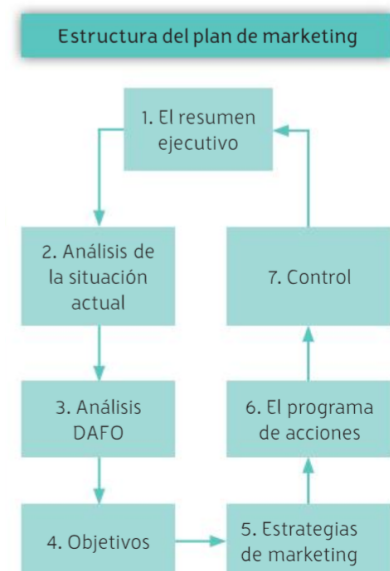 Estructura del plan de marketing
1. El resumen
ejecutivo
2. Análisis de
la situación
actual
3. Análisis
DAFO
4. Objetivos
5. Estrategias
de marketing
6. El programa
de acciones
7. Control